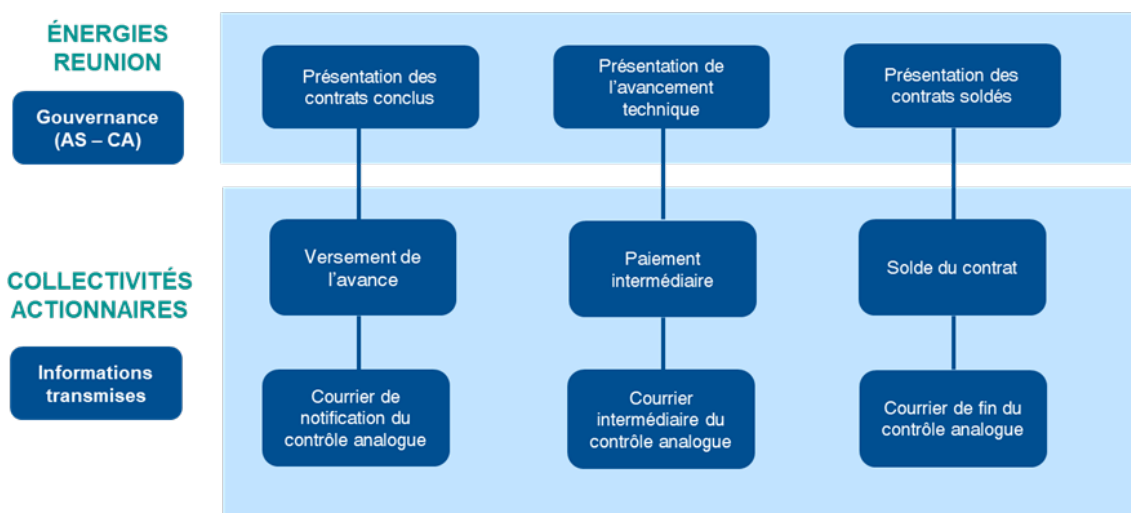 ÉNERGIES
REUNION
Gouvernance
(AS – CA)
Présentation des
contrats conclus
Présentation de
l’avancement
technique
Présentation des
contrats soldés
COLLECTIVITÉS
ACTIONNAIRES
Informations
transmises
Versement de
l’avance
Paiement
intermédiaire
Solde du contrat
Courrier de
notification du
contrôle analogue
Courrier
intermédiaire du
contrôle analogue
Courrier de fin du
contrôle analogue